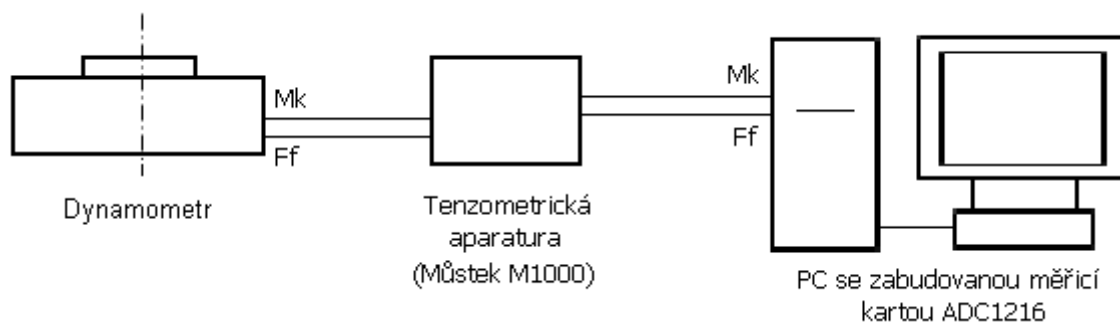 Mk
Ff
Mk
Ff
Dynamometr
Tenzometrická
aparatura
(Můstek M1000)
PC se zabudovanou měřicí
kartou ADC1216